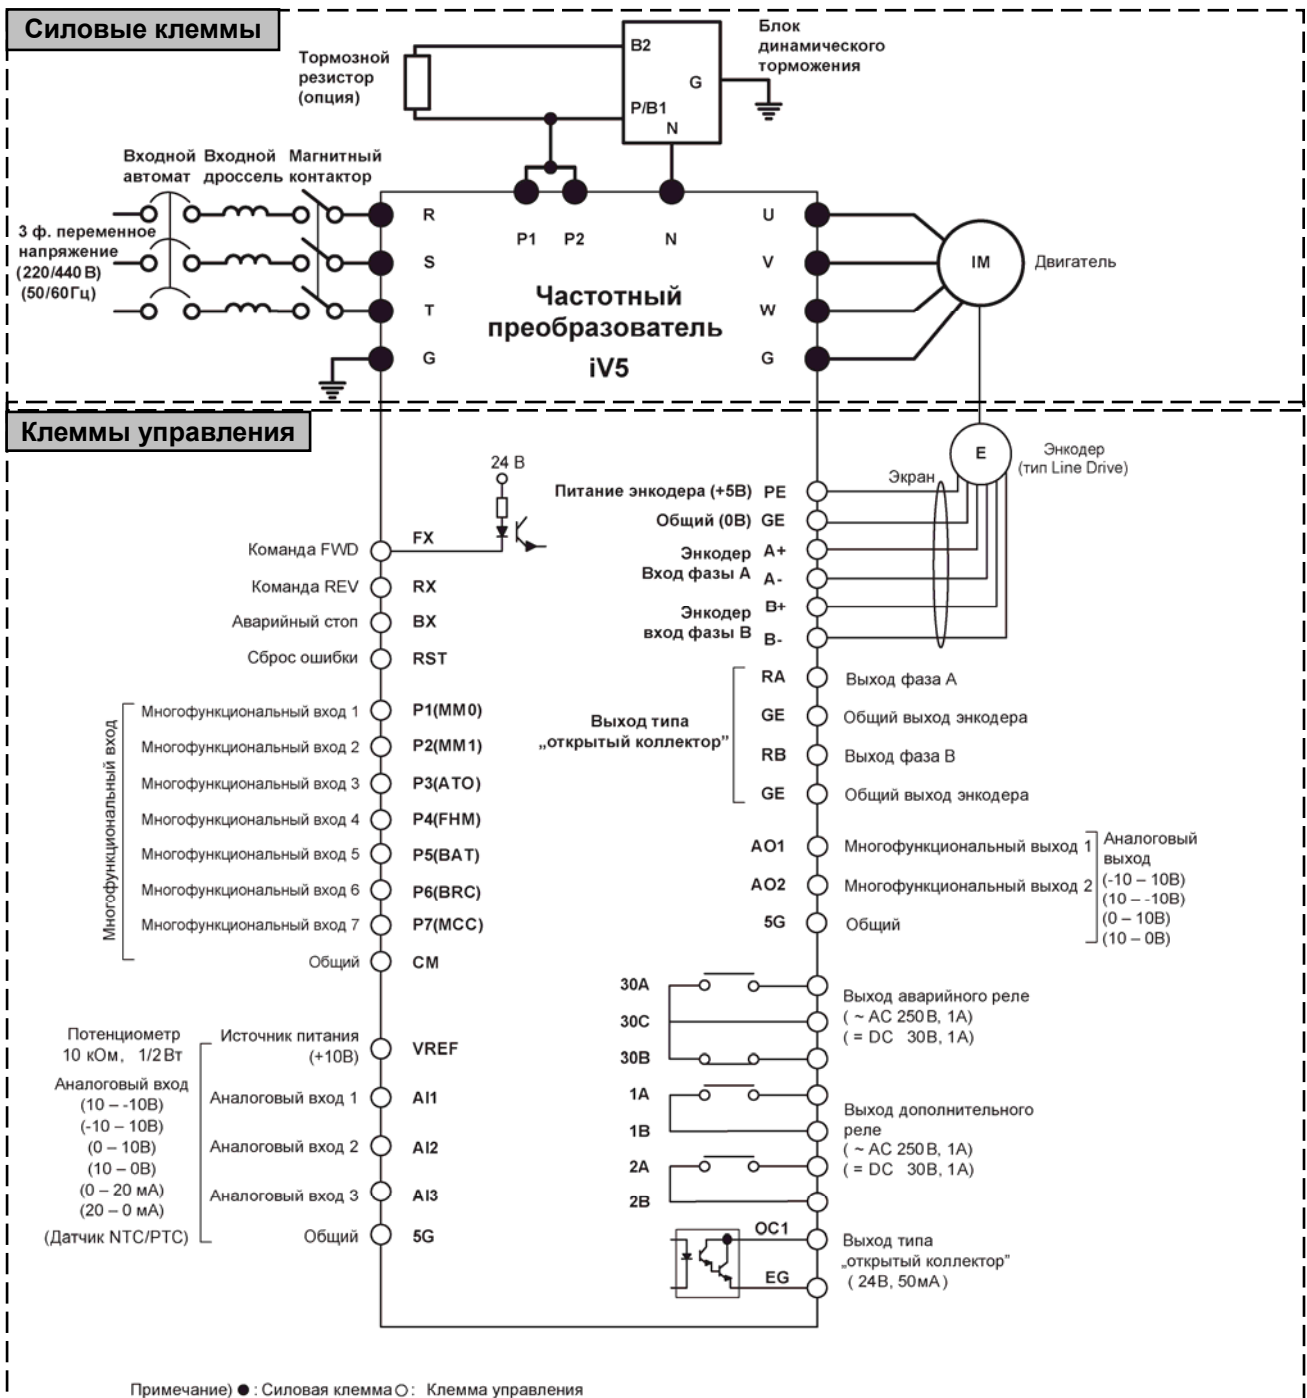 Силовые клеммы
Тормозной
резистор
(опция)
B2
G
P/B1
N
Блок
динамического
торможения
Входной
автомат
Входной
дроссель
Магнитный
контактор
3 ф. переменное
напряжение
(220/440 В)
(50/60Гц)
R
S
T
G
P1
P2
N
Частотный
преобразователь
iV5
U
V
W
G
IM
Двигатель
Клеммы управления
24 В
FX
Команда FWD
Команда REV
RX
Аварийный стоп
BX
Сброс ошибки
RST
Многофункциональный вход
Многофункциональный вход 1
P1(MM0)
Многофункциональный вход 2
P2(MM1)
Многофункциональный вход 3
P3(ATO)
Многофункциональный вход 4
P4(FHM)
Многофункциональный вход 5
P5(BAT)
Многофункциональный вход 6
P6(BRC)
Многофункциональный вход 7
P7(MCC)
Общий
CM
Потенциометр
10 кОм, 1/2 Вт
Аналоговый вход
(10 – -10В)
(-10 – 10В)
(0 – 10В)
(10 – 0В)
(0 – 20 мА)
(20 – 0 мА)
(Датчик NTC/PTC)
Источник питания
(+10В)
VREF
Аналоговый вход 1
AI1
Аналоговый вход 2
AI2
Аналоговый вход 3
AI3
Общий
5G
E
Энкодер
(тип Line Drive)
Экран
Питание энкодера (+5В)
PE
Общий (0В)
GE
Энкодер
Вход фазы А
A+
A-
Энкодер
вход фазы В
B+
B-
Выход типа
„открытый коллектор”
RA
Выход фаза А
GE
Общий выход энкодера
RB
Выход фаза В
GE
Общий выход энкодера
AO1
Многофункциональный выход 1
AO2
Многофункциональный выход 2
5G
Общий
Аналоговый
выход
(-10 – 10В)
(10 – -10В)
(0 – 10В)
(10 – 0В)
30A
30C
30B
Выход аварийного реле
( ~ AC 250 В, 1А)
( = DC 30В, 1А)
1A
1B
2A
2B
Выход дополнительного
реле
( ~ AC 250 В, 1А)
( = DC 30В, 1А)
OC1
EG
Выход типа
„открытый коллектор”
( 24В, 50мА )
Примечание) ● : Силовая клемма ○ : Клемма управления